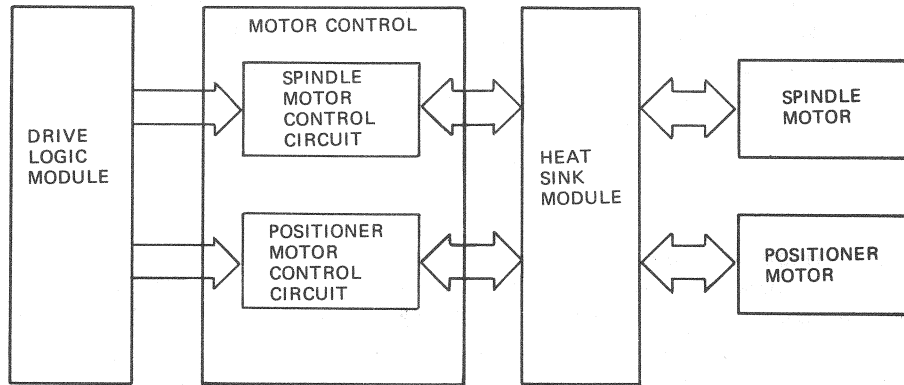 MOTOR CONTROL
SPINDLE
MOTOR
CONTROL
CIRCUIT
SPINDLE
MOTOR
DRIVE
LOGIC
MODULE
HEAT
SINK
MODULE
POSITIONER
MOTOR
CONTROL
CIRCUIT
POSITIONER
MOTOR